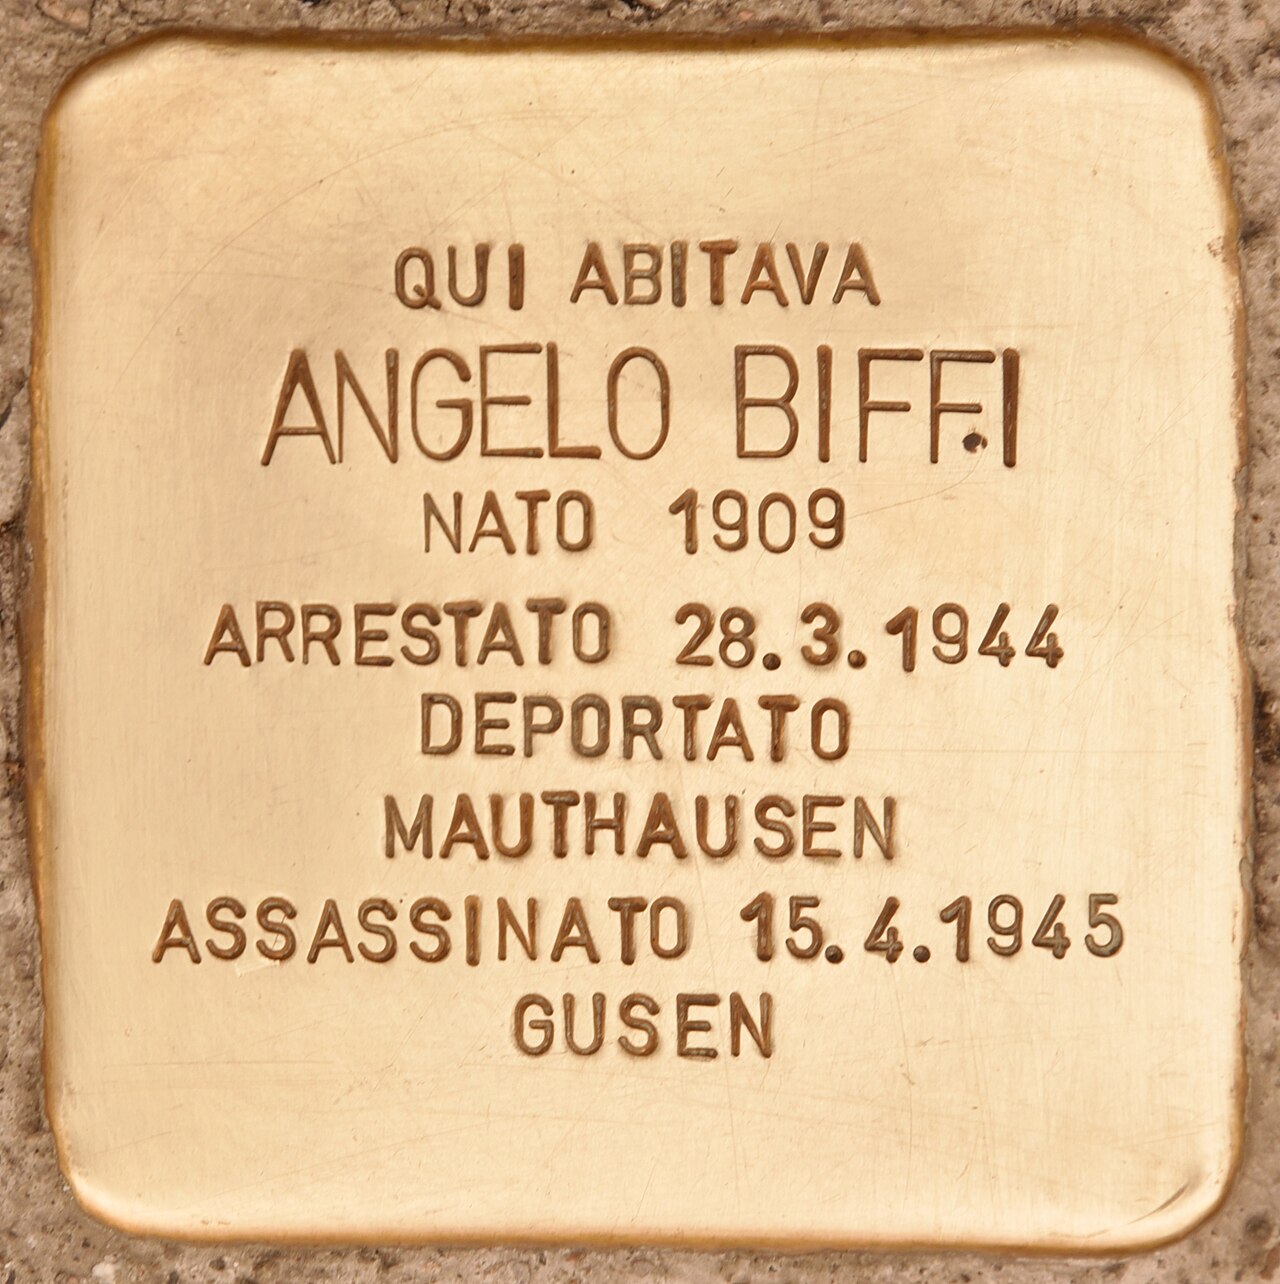 QUI ABITAVA
ANGELO BIFFI
NATO 1909
ARRESTATO 28.3.1944
DEPORTATO
MAUTHAUSEN
ASSASSINATO 15.4.1945
GUSEN